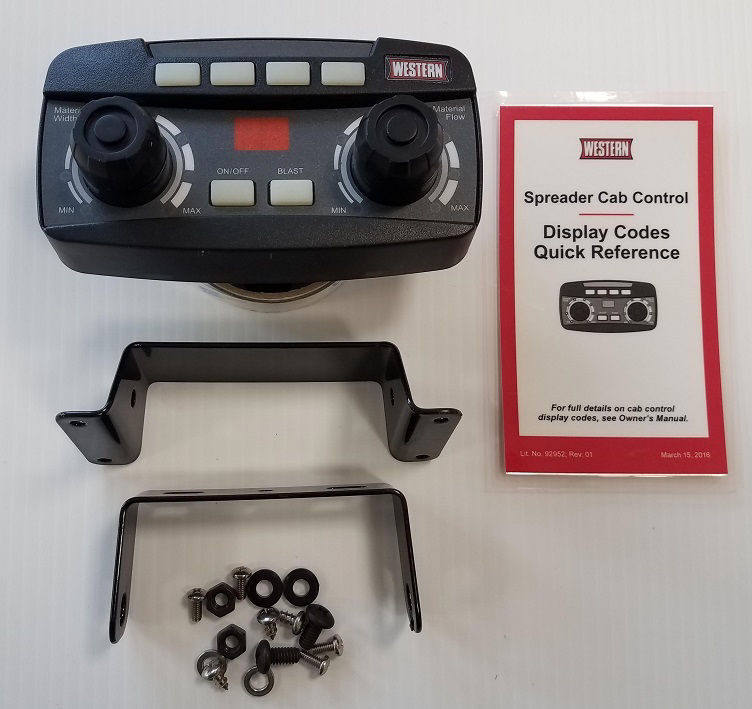 WESTERN
Material
Width
Material
Flow
ON/OFF
BLAST
MIN
MAX
MIN
MAX
WESTERN
Spreader Cab Control
Display Codes
Quick Reference
For full details on cab control
display codes, see Owner's Manual.
Lit. No. 92952, Rev. 01
March 15, 2016